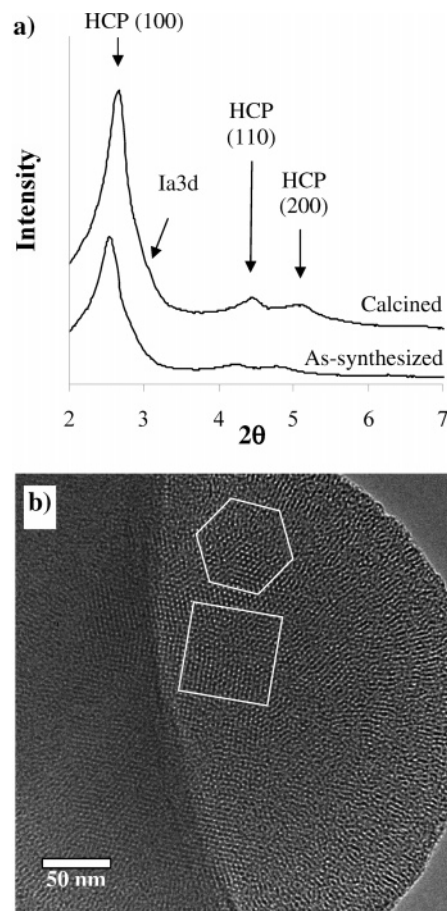 a)
HCP (100)
HCP
(110)
HCP
(200)
Ia3d
Intensity
Calcined
As-synthesized
2 3 4 5 6 7
2θ
b)
50 nm